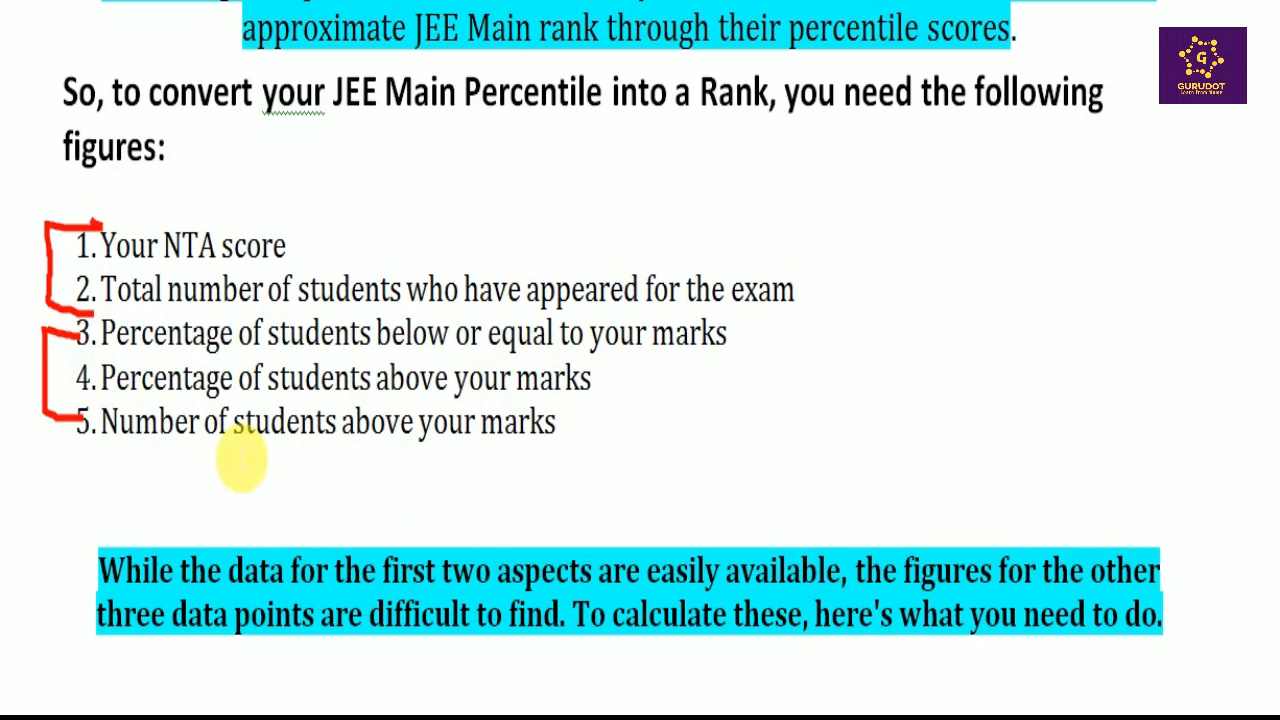 approximate JEE Main rank through their percentile scores.
G
GURUDOT
Learn from Home
So, to convert your JEE Main Percentile into a Rank, you need the following
figures:
1. Your NTA score
2. Total number of students who have appeared for the exam
3. Percentage of students below or equal to your marks
4. Percentage of students above your marks
5. Number of students above your marks
While the data for the first two aspects are easily available, the figures for the other
three data points are difficult to find. To calculate these, here's what you need to do.